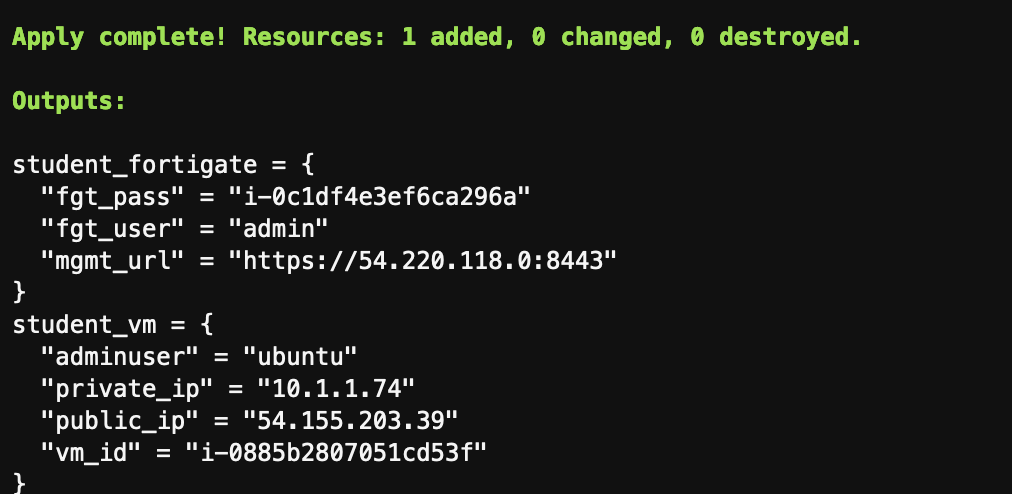 Apply complete! Resources: 1 added, 0 changed, 0 destroyed.
Outputs:
student_fortigate = {
"fgt_pass" = "i-0c1df4e3ef6ca296a"
"fgt_user" = "admin"
"mgmt_url" = "https://54.220.118.0:8443"
}
student_vm = {
"adminuser" = "ubuntu"
"private_ip" = "10.1.1.74"
"public_ip" = "54.155.203.39"
"vm_id" = "i-0885b2807051cd53f"
}